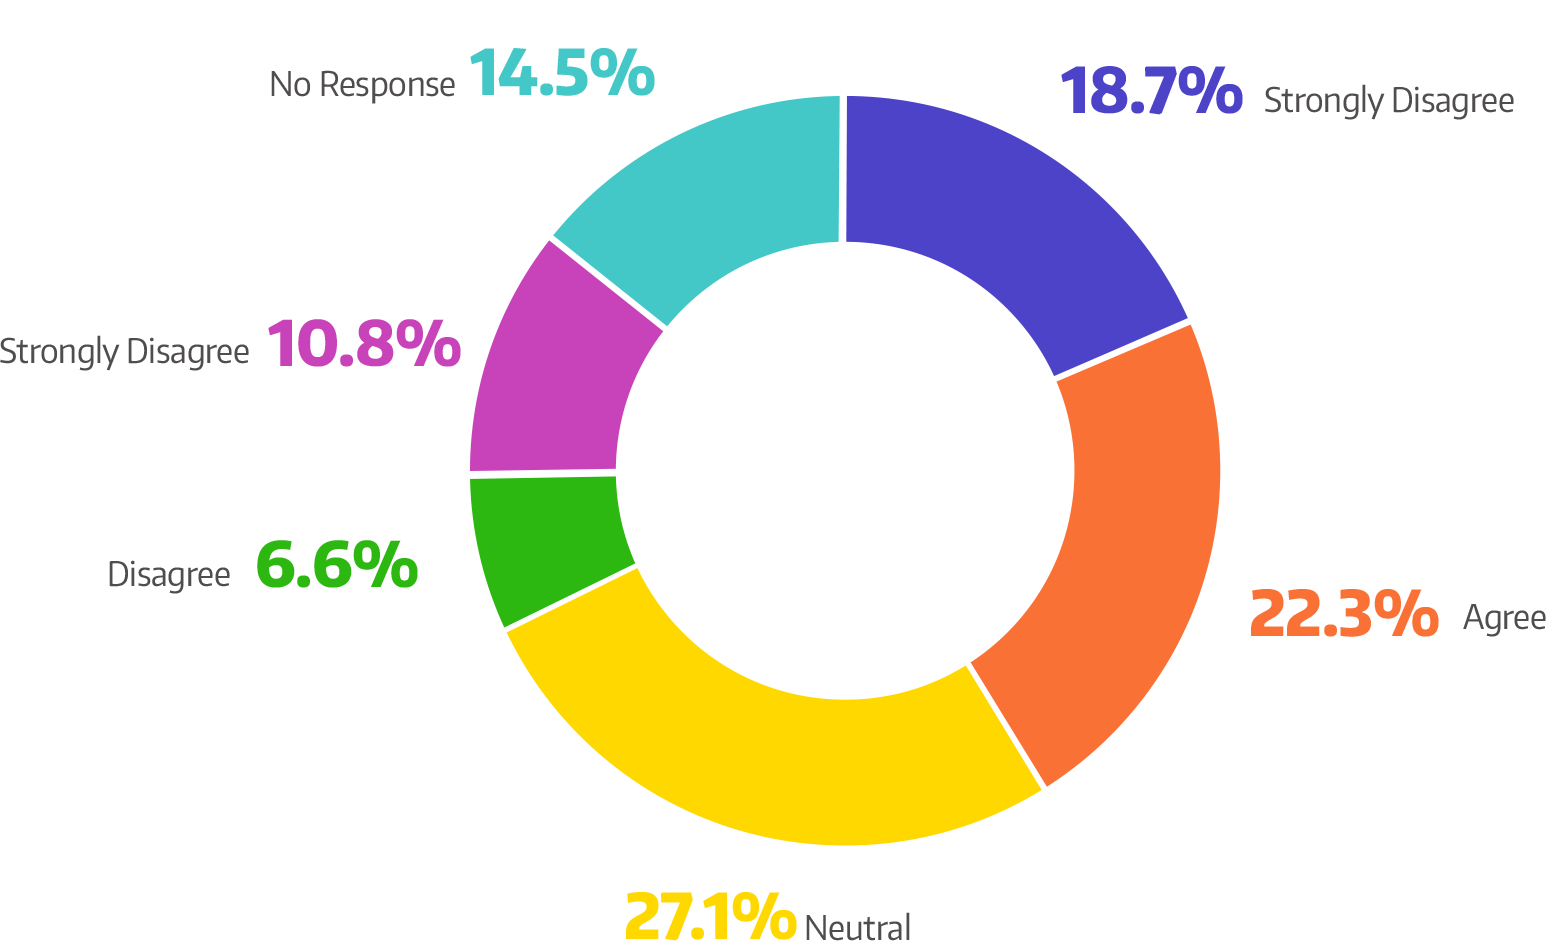 No Response 14.5%
18.7% Strongly Disagree
Strongly Disagree 10.8%
Disagree 6.6%
22.3% Agree
27.1% Neutral